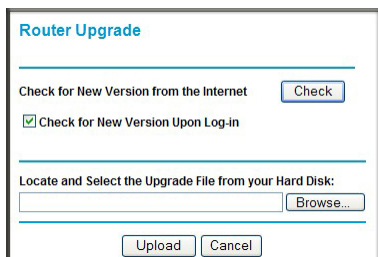 Router Upgrade
Check for New Version from the Internet Check
Check for New Version Upon Log-in
Locate and Select the Upgrade File from your Hard Disk:
Browse...
Upload Cancel